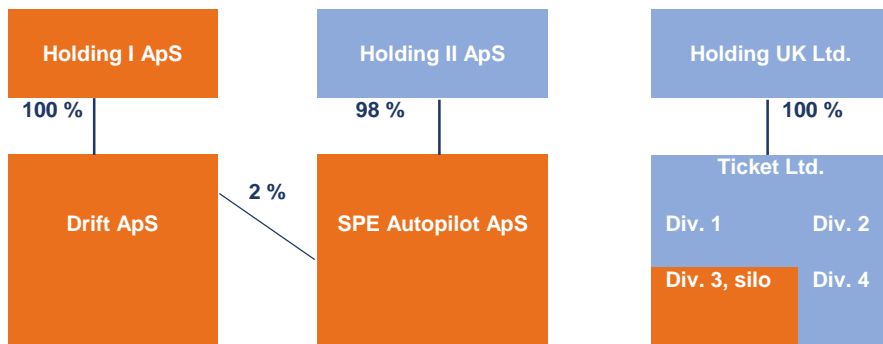 Holding I ApS
Holding II ApS
Holding UK Ltd.
100 %
98 %
100 %
Ticket Ltd.
2 %
Drift ApS
SPE Autopilot ApS
Div. 1
Div. 2
Div. 3, silo
Div. 4